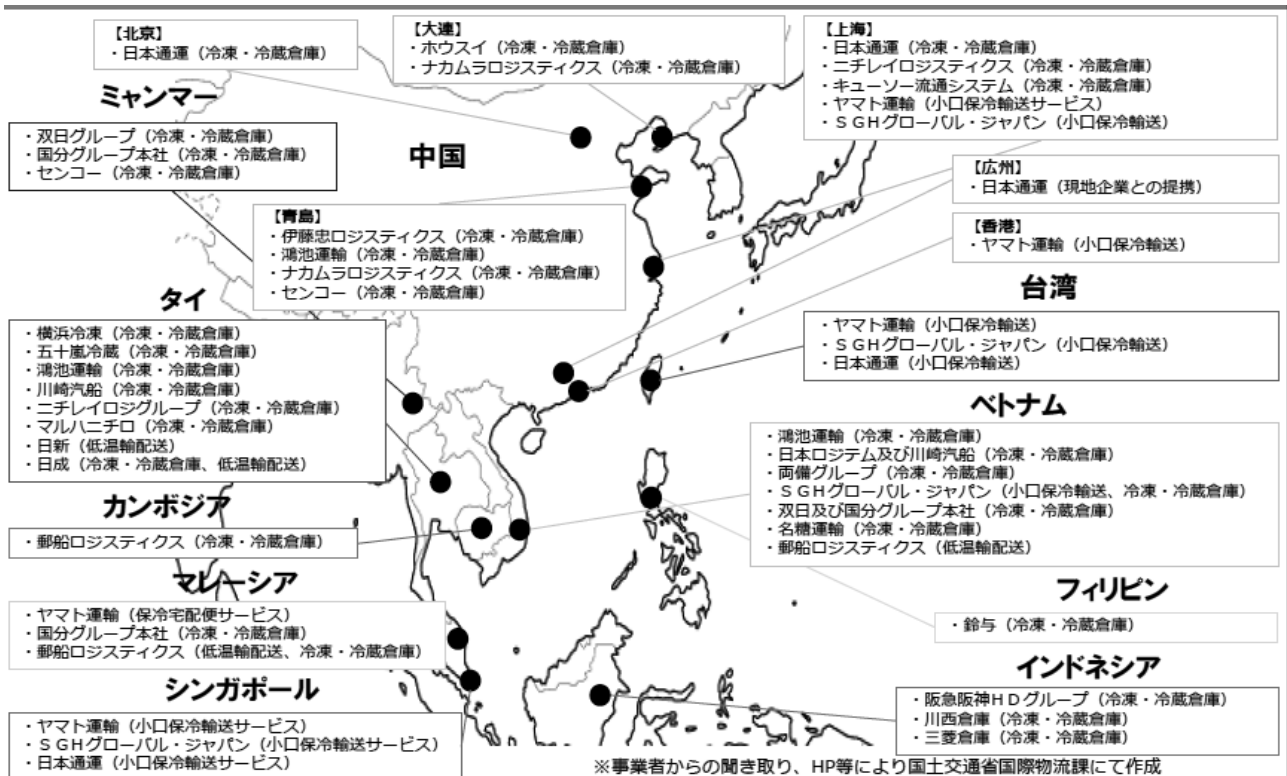 【北京】
・日本通運（冷凍・冷蔵倉庫）
【大連】
・ホウスイ（冷凍・冷蔵倉庫）
・ナカムラロジスティクス（冷凍・冷蔵倉庫）
【上海】
・日本通運（冷凍・冷蔵倉庫）
・ニチレイロジスティクス（冷凍・冷蔵倉庫）
・キューソー流通システム（冷凍・冷蔵倉庫）
・ヤマト運輸（小口保冷輸送サービス）
・ＳＧＨグローバル・ジャパン（小口保冷輸送）
ミャンマー
・双日グループ（冷凍・冷蔵倉庫）
・国分グループ本社（冷凍・冷蔵倉庫）
・センコー（冷凍・冷蔵倉庫）
中国
【広州】
・日本通運（現地企業との提携）
【青島】
・伊藤忠ロジスティクス（冷凍・冷蔵倉庫）
・鴻池運輸（冷凍・冷蔵倉庫）
・ナカムラロジスティクス（冷凍・冷蔵倉庫）
・センコー（冷凍・冷蔵倉庫）
【香港】
・ヤマト運輸（小口保冷輸送）
タイ
・横浜冷凍（冷凍・冷蔵倉庫）
・五十嵐冷蔵（冷凍・冷蔵倉庫）
・鴻池運輸（冷凍・冷蔵倉庫）
・川崎汽船（冷凍・冷蔵倉庫）
・ニチレイロジグループ（冷凍・冷蔵倉庫）
・マルハニチロ（冷凍・冷蔵倉庫）
・日新（低温輸配送）
・日成（冷凍・冷蔵倉庫、低温輸配送）
台湾
・ヤマト運輸（小口保冷輸送）
・ＳＧＨグローバル・ジャパン（小口保冷輸送）
・日本通運（小口保冷輸送）
ベトナム
・鴻池運輸（冷凍・冷蔵倉庫）
・日本ロジテム及び川崎汽船（冷凍・冷蔵倉庫）
・両備グループ（冷凍・冷蔵倉庫）
・ＳＧＨグローバル・ジャパン（小口保冷輸送、冷凍・冷蔵倉庫）
・双日及び国分グループ本社（冷凍・冷蔵倉庫）
・名糖運輸（冷凍・冷蔵倉庫）
・郵船ロジスティクス（低温輸配送）
カンボジア
・郵船ロジスティクス（冷凍・冷蔵倉庫）
マレーシア
・ヤマト運輸（保冷宅配便サービス）
・国分グループ本社（冷凍・冷蔵倉庫）
・郵船ロジスティクス（低温輸配送、冷凍・冷蔵倉庫）
フィリピン
・鈴与（冷凍・冷蔵倉庫）
シンガポール
・ヤマト運輸（小口保冷輸送サービス）
・ＳＧＨグローバル・ジャパン（小口保冷輸送サービス）
・日本通運（小口保冷輸送サービス）
インドネシア
・阪急阪神ＨＤグループ（冷凍・冷蔵倉庫）
・川西倉庫（冷凍・冷蔵倉庫）
・三菱倉庫（冷凍・冷蔵倉庫）
※事業者からの聞き取り、HP等により国土交通省国際物流課にて作成